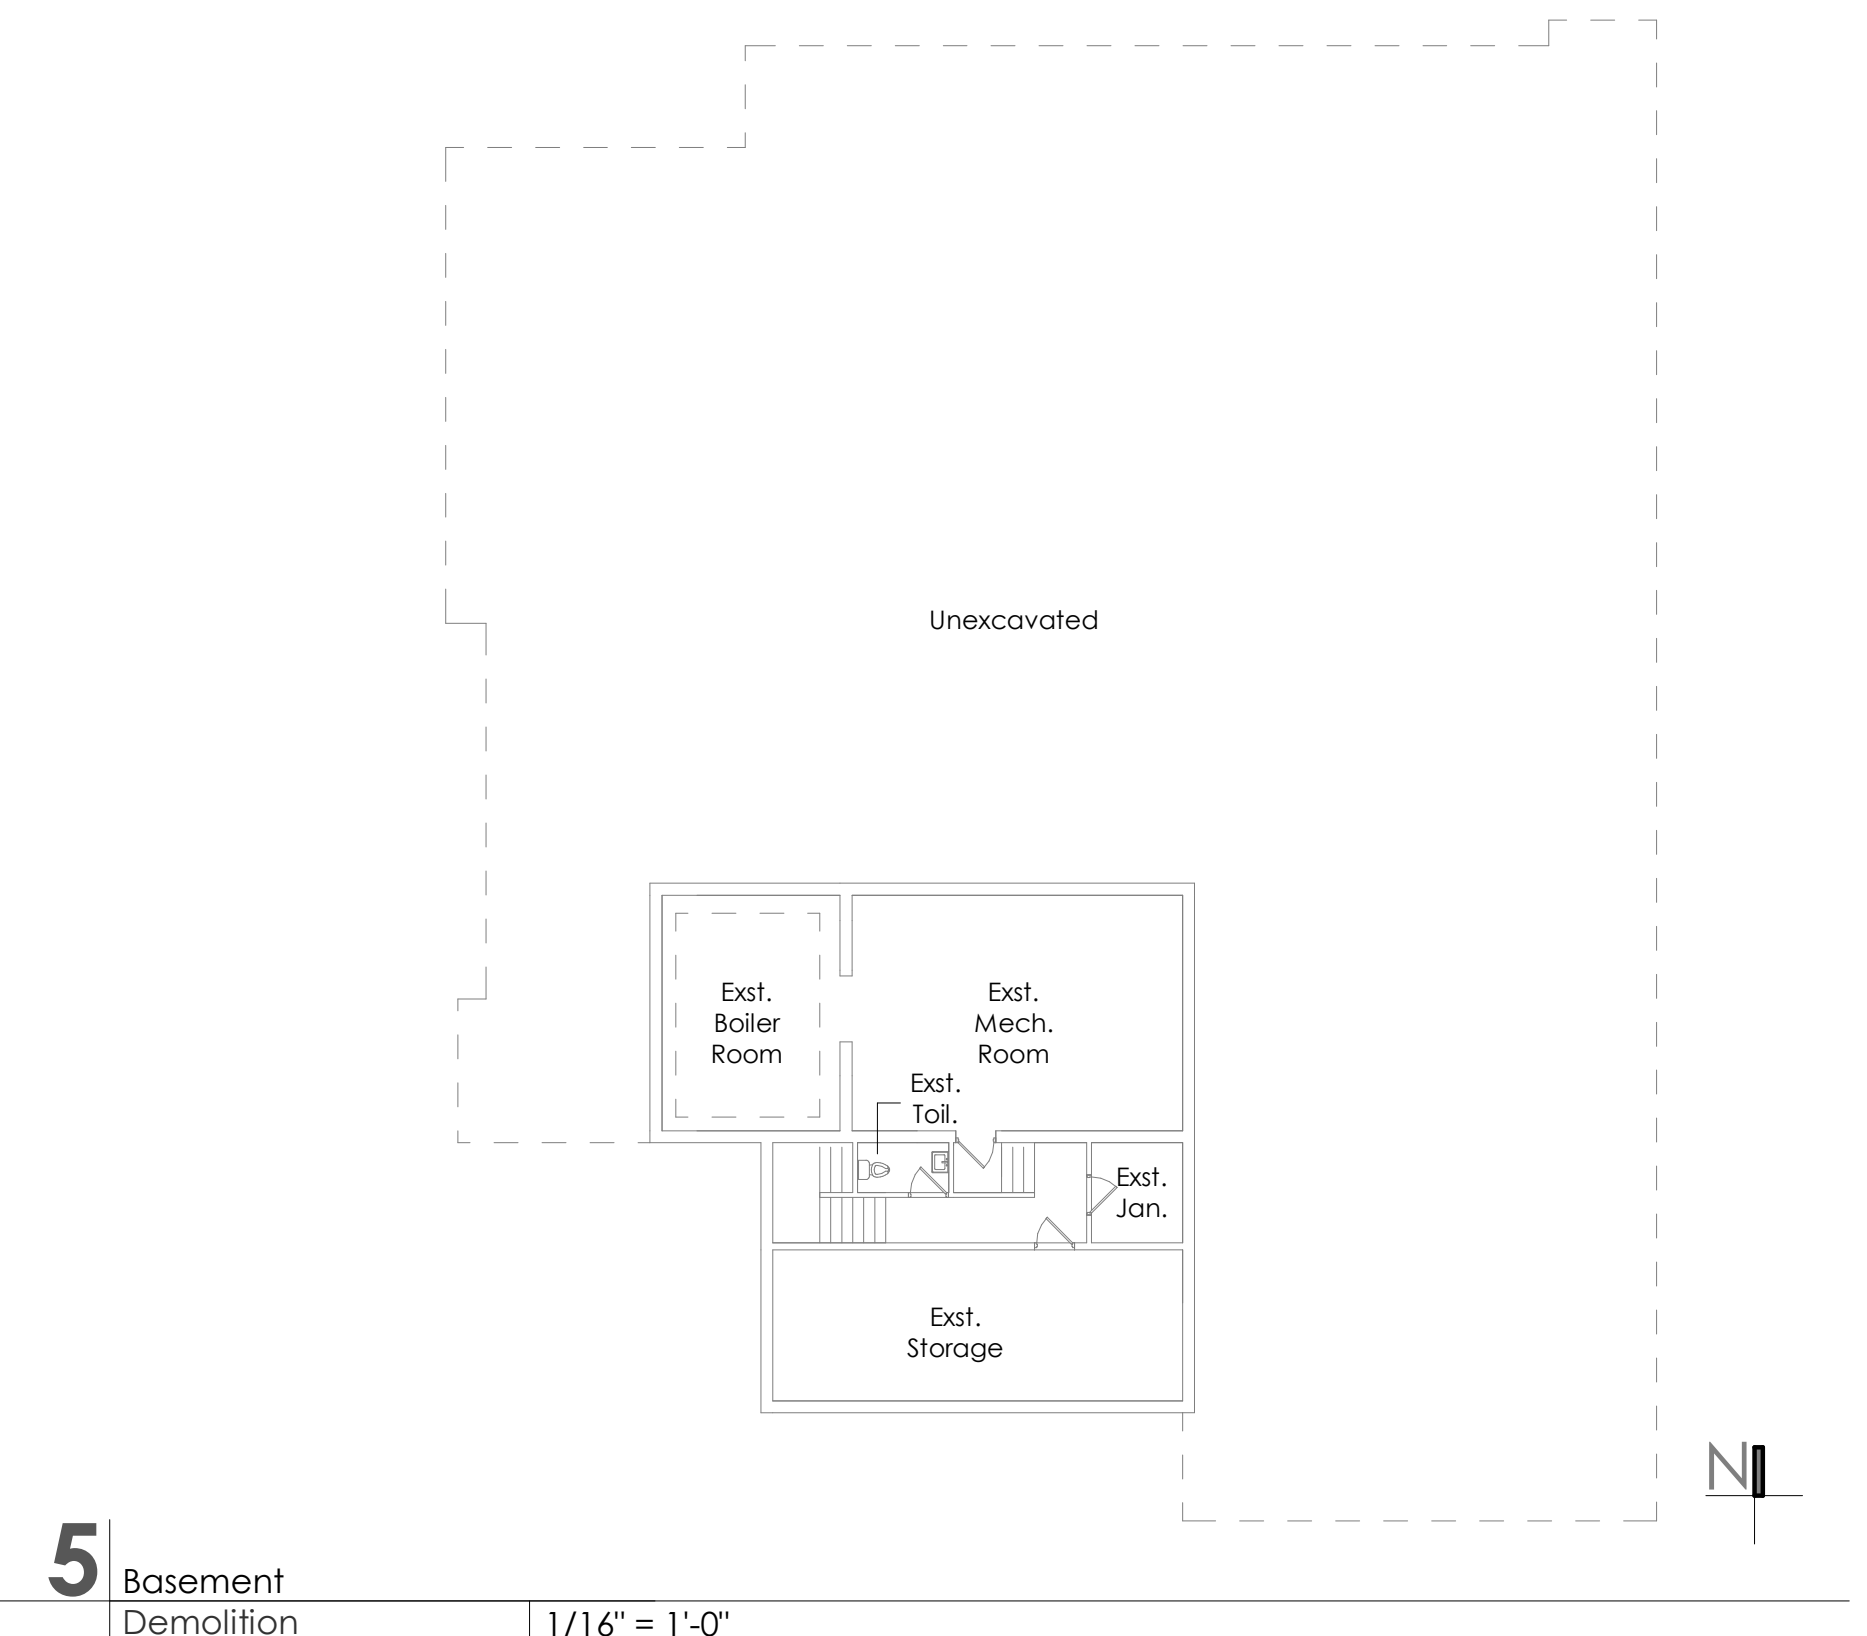 Unexcavated
Exst.
Boiler
Room
Exst.
Mech.
Room
Exst.
Toil.
Exst.
Jan.
Exst.
Storage
N
5
Basement
Demolition
1/16" = 1'-0"